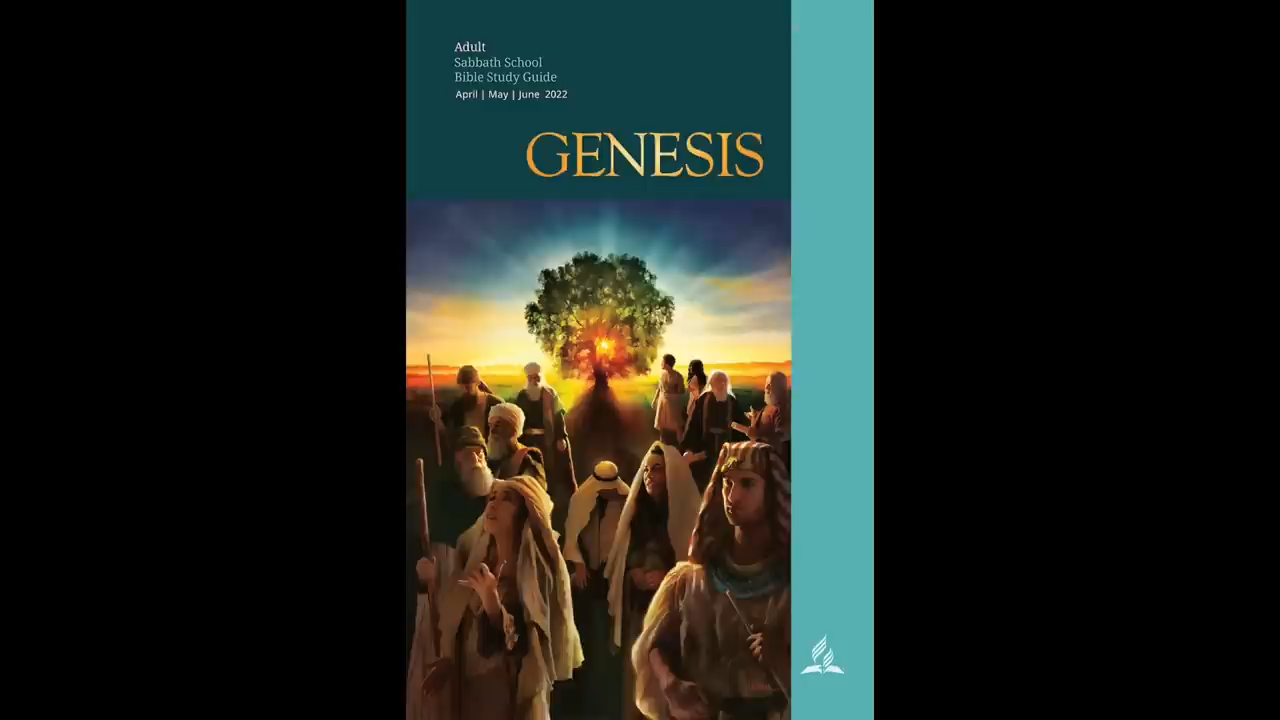 Adult
Sabbath School
Bible Study Guide
April | May | June 2022
GENESIS